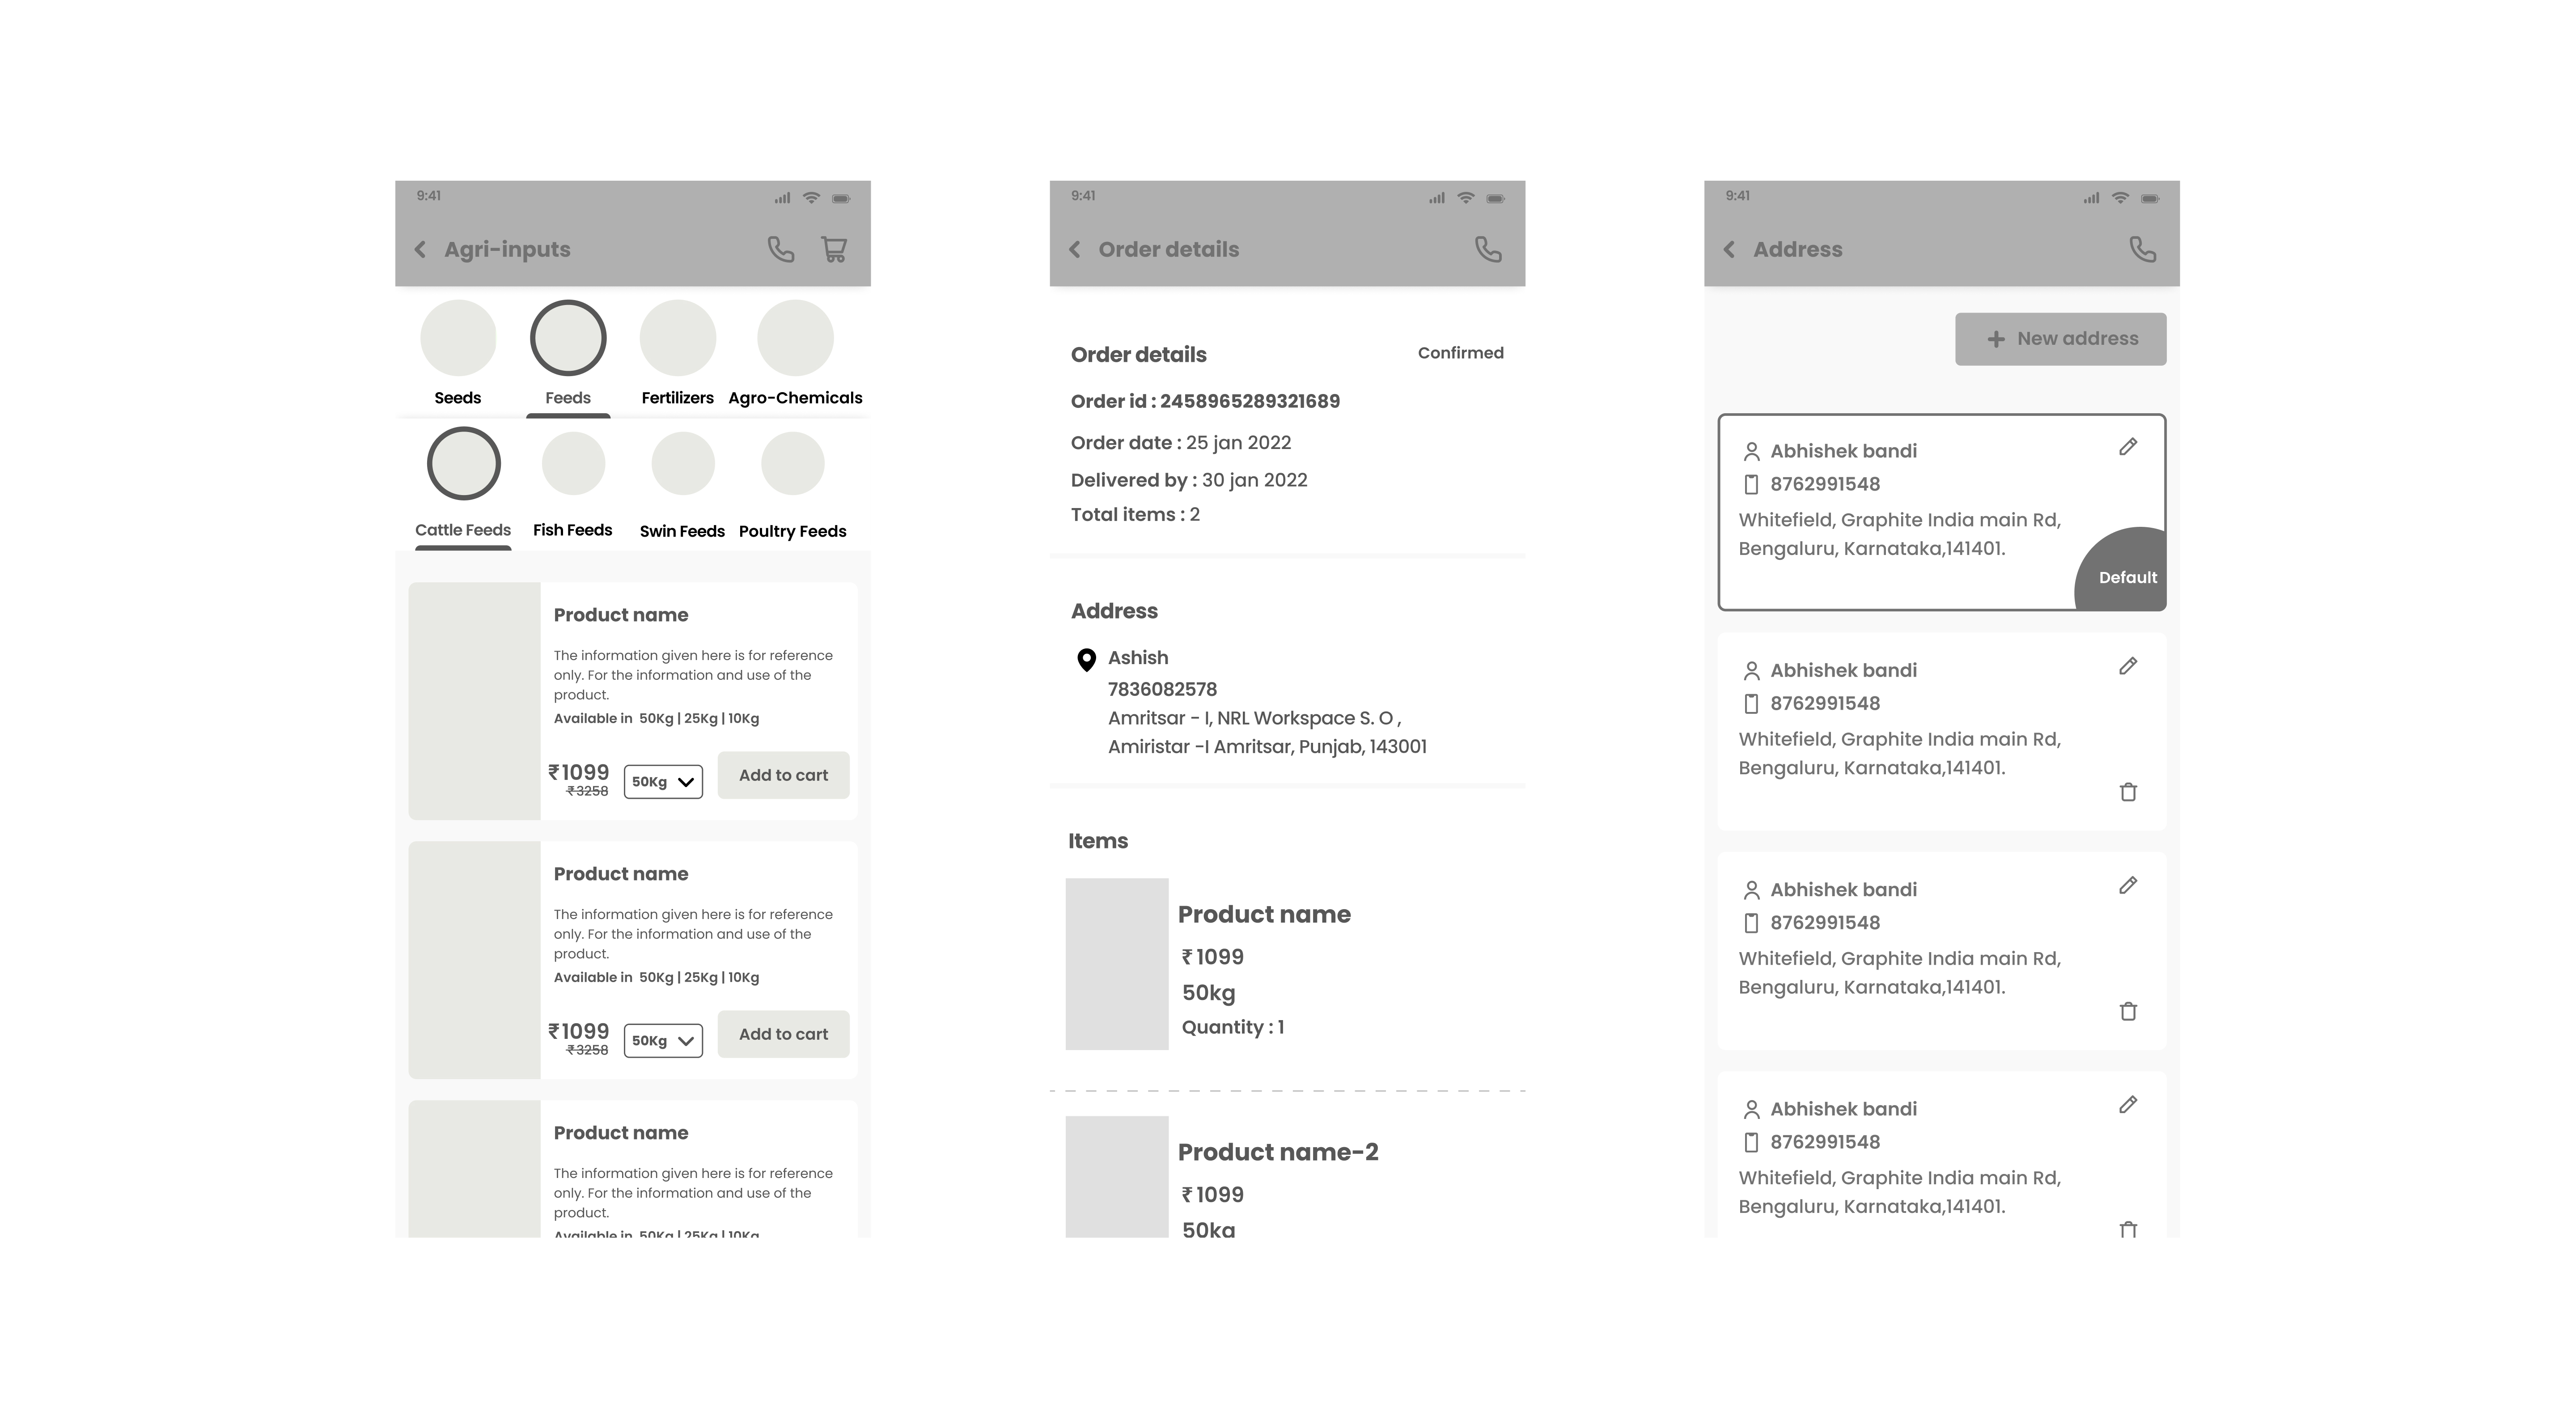 9:41
Agri-inputs
Seeds Feeds Fertilizers Agro-Chemicals
Cattle Feeds Fish Feeds Swin Feeds Poultry Feeds
Product name
The information given here is for reference
only. For the information and use of the
product.
Available in 50Kg | 25Kg | 10Kg
₹1099
₹3258
50Kg
Add to cart
Product name
The information given here is for reference
only. For the information and use of the
product.
Available in 50Kg | 25Kg | 10Kg
₹1099
₹3258
50Kg
Add to cart
Product name
The information given here is for reference
only. For the information and use of the
product.
Available in 50Kg | 25Kg | 10Kg
9:41
Order details
Order details
Confirmed
Order id : 2458965289321689
Order date : 25 jan 2022
Delivered by : 30 jan 2022
Total items : 2
Address
Ashish
7836082578
Amritsar - I, NRL Workspace S. O ,
Amiristar -I Amritsar, Punjab, 143001
Items
Product name
₹ 1099
50kg
Quantity : 1
Product name-2
₹ 1099
50kg
9:41
Address
+ New address
Abhishek bandi
8762991548
Whitefield, Graphite India main Rd,
Bengaluru, Karnataka,141401.
Default
Abhishek bandi
8762991548
Whitefield, Graphite India main Rd,
Bengaluru, Karnataka,141401.
Abhishek bandi
8762991548
Whitefield, Graphite India main Rd,
Bengaluru, Karnataka,141401.
Abhishek bandi
8762991548
Whitefield, Graphite India main Rd,
Bengaluru, Karnataka,141401.